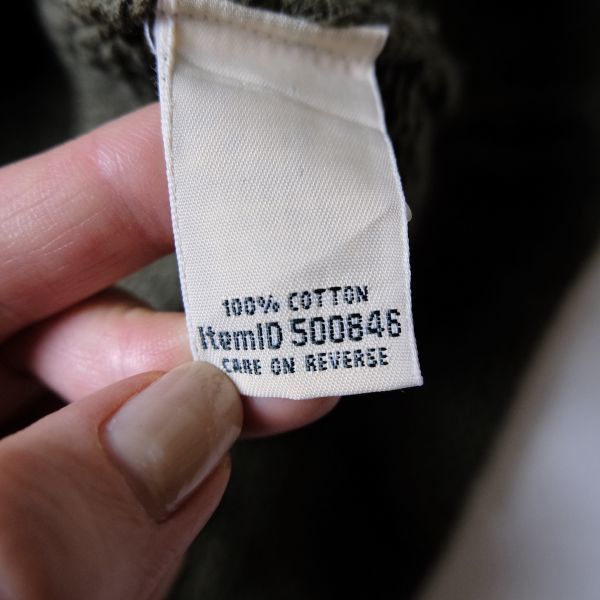 100% COTTON
ItemID 500846
CARE ON REVERSE